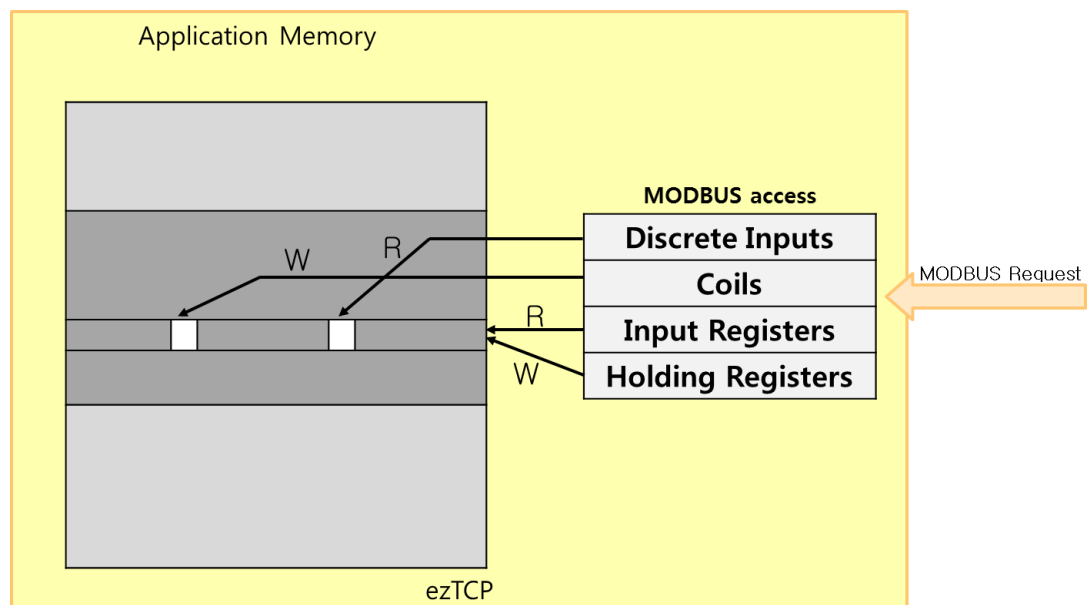 Application Memory
MODBUS access
Discrete Inputs
R
W
Coils
MODBUS Request
R
Input Registers
W
Holding Registers
ezTCP